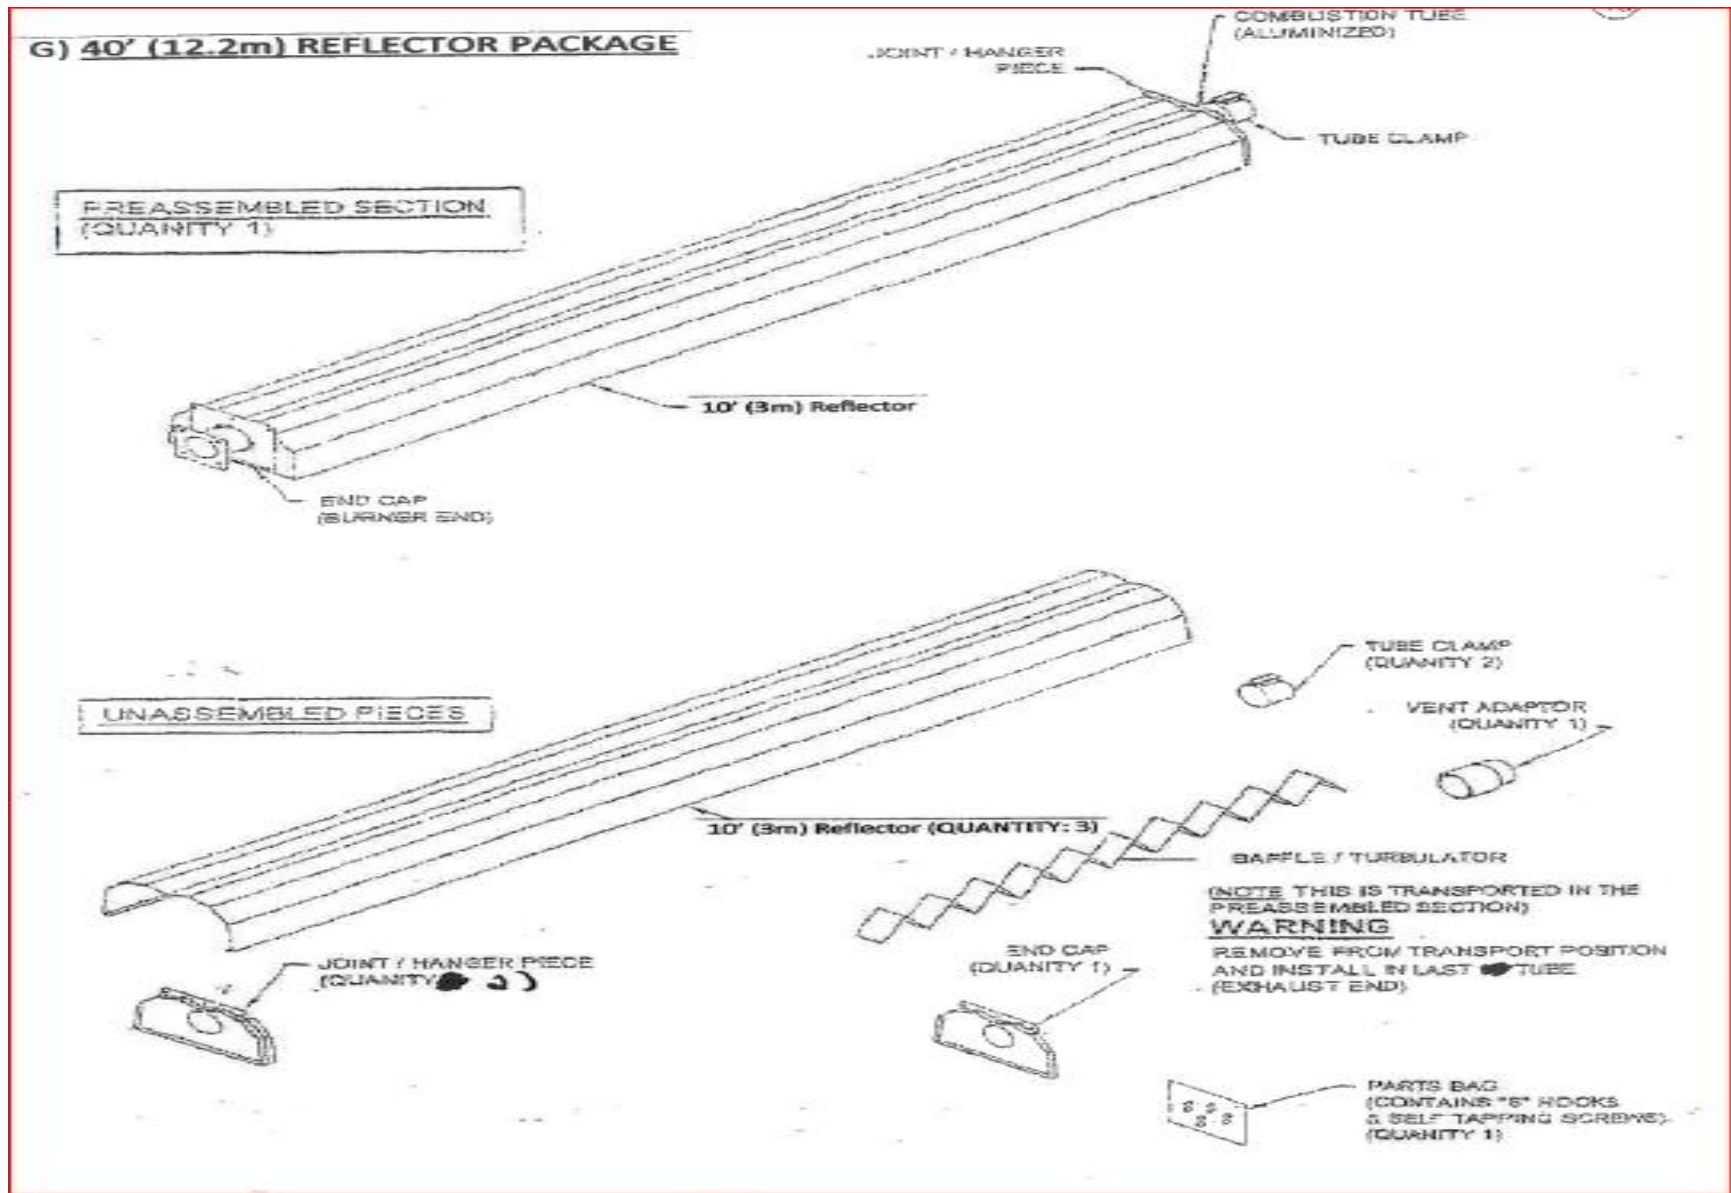 G) 40' (12.2m) REFLECTOR PACKAGE
COMBUSTION TUBE
(ALUMINIZED)
JOINT / HANGER
PIECE
TUBE CLAMP
PREASSEMBLED SECTION
(QUANITY 1)
10' (3m) Reflector
END CAP
(BURNER END)
TUBE CLAMP
(QUANITY 2)
UNASSEMBLED PIECES
VENT ADAPTOR
(QUANITY 1)
10' (3m) Reflector (QUANTITY: 3)
BAFFLE / TURBULATOR
(NOTE THIS IS TRANSPORTED IN THE
PREASSEMBLED SECTION)
WARNING
REMOVE FROM TRANSPORT POSITION
AND INSTALL IN LAST TUBE
(EXHAUST END)
END CAP
(QUANITY 1)
JOINT / HANGER PIECE
(QUANITY 2)
PARTS BAG
(CONTAINS "S" HOOKS
& SELF TAPPING SCREWS)
(QUANITY 1)